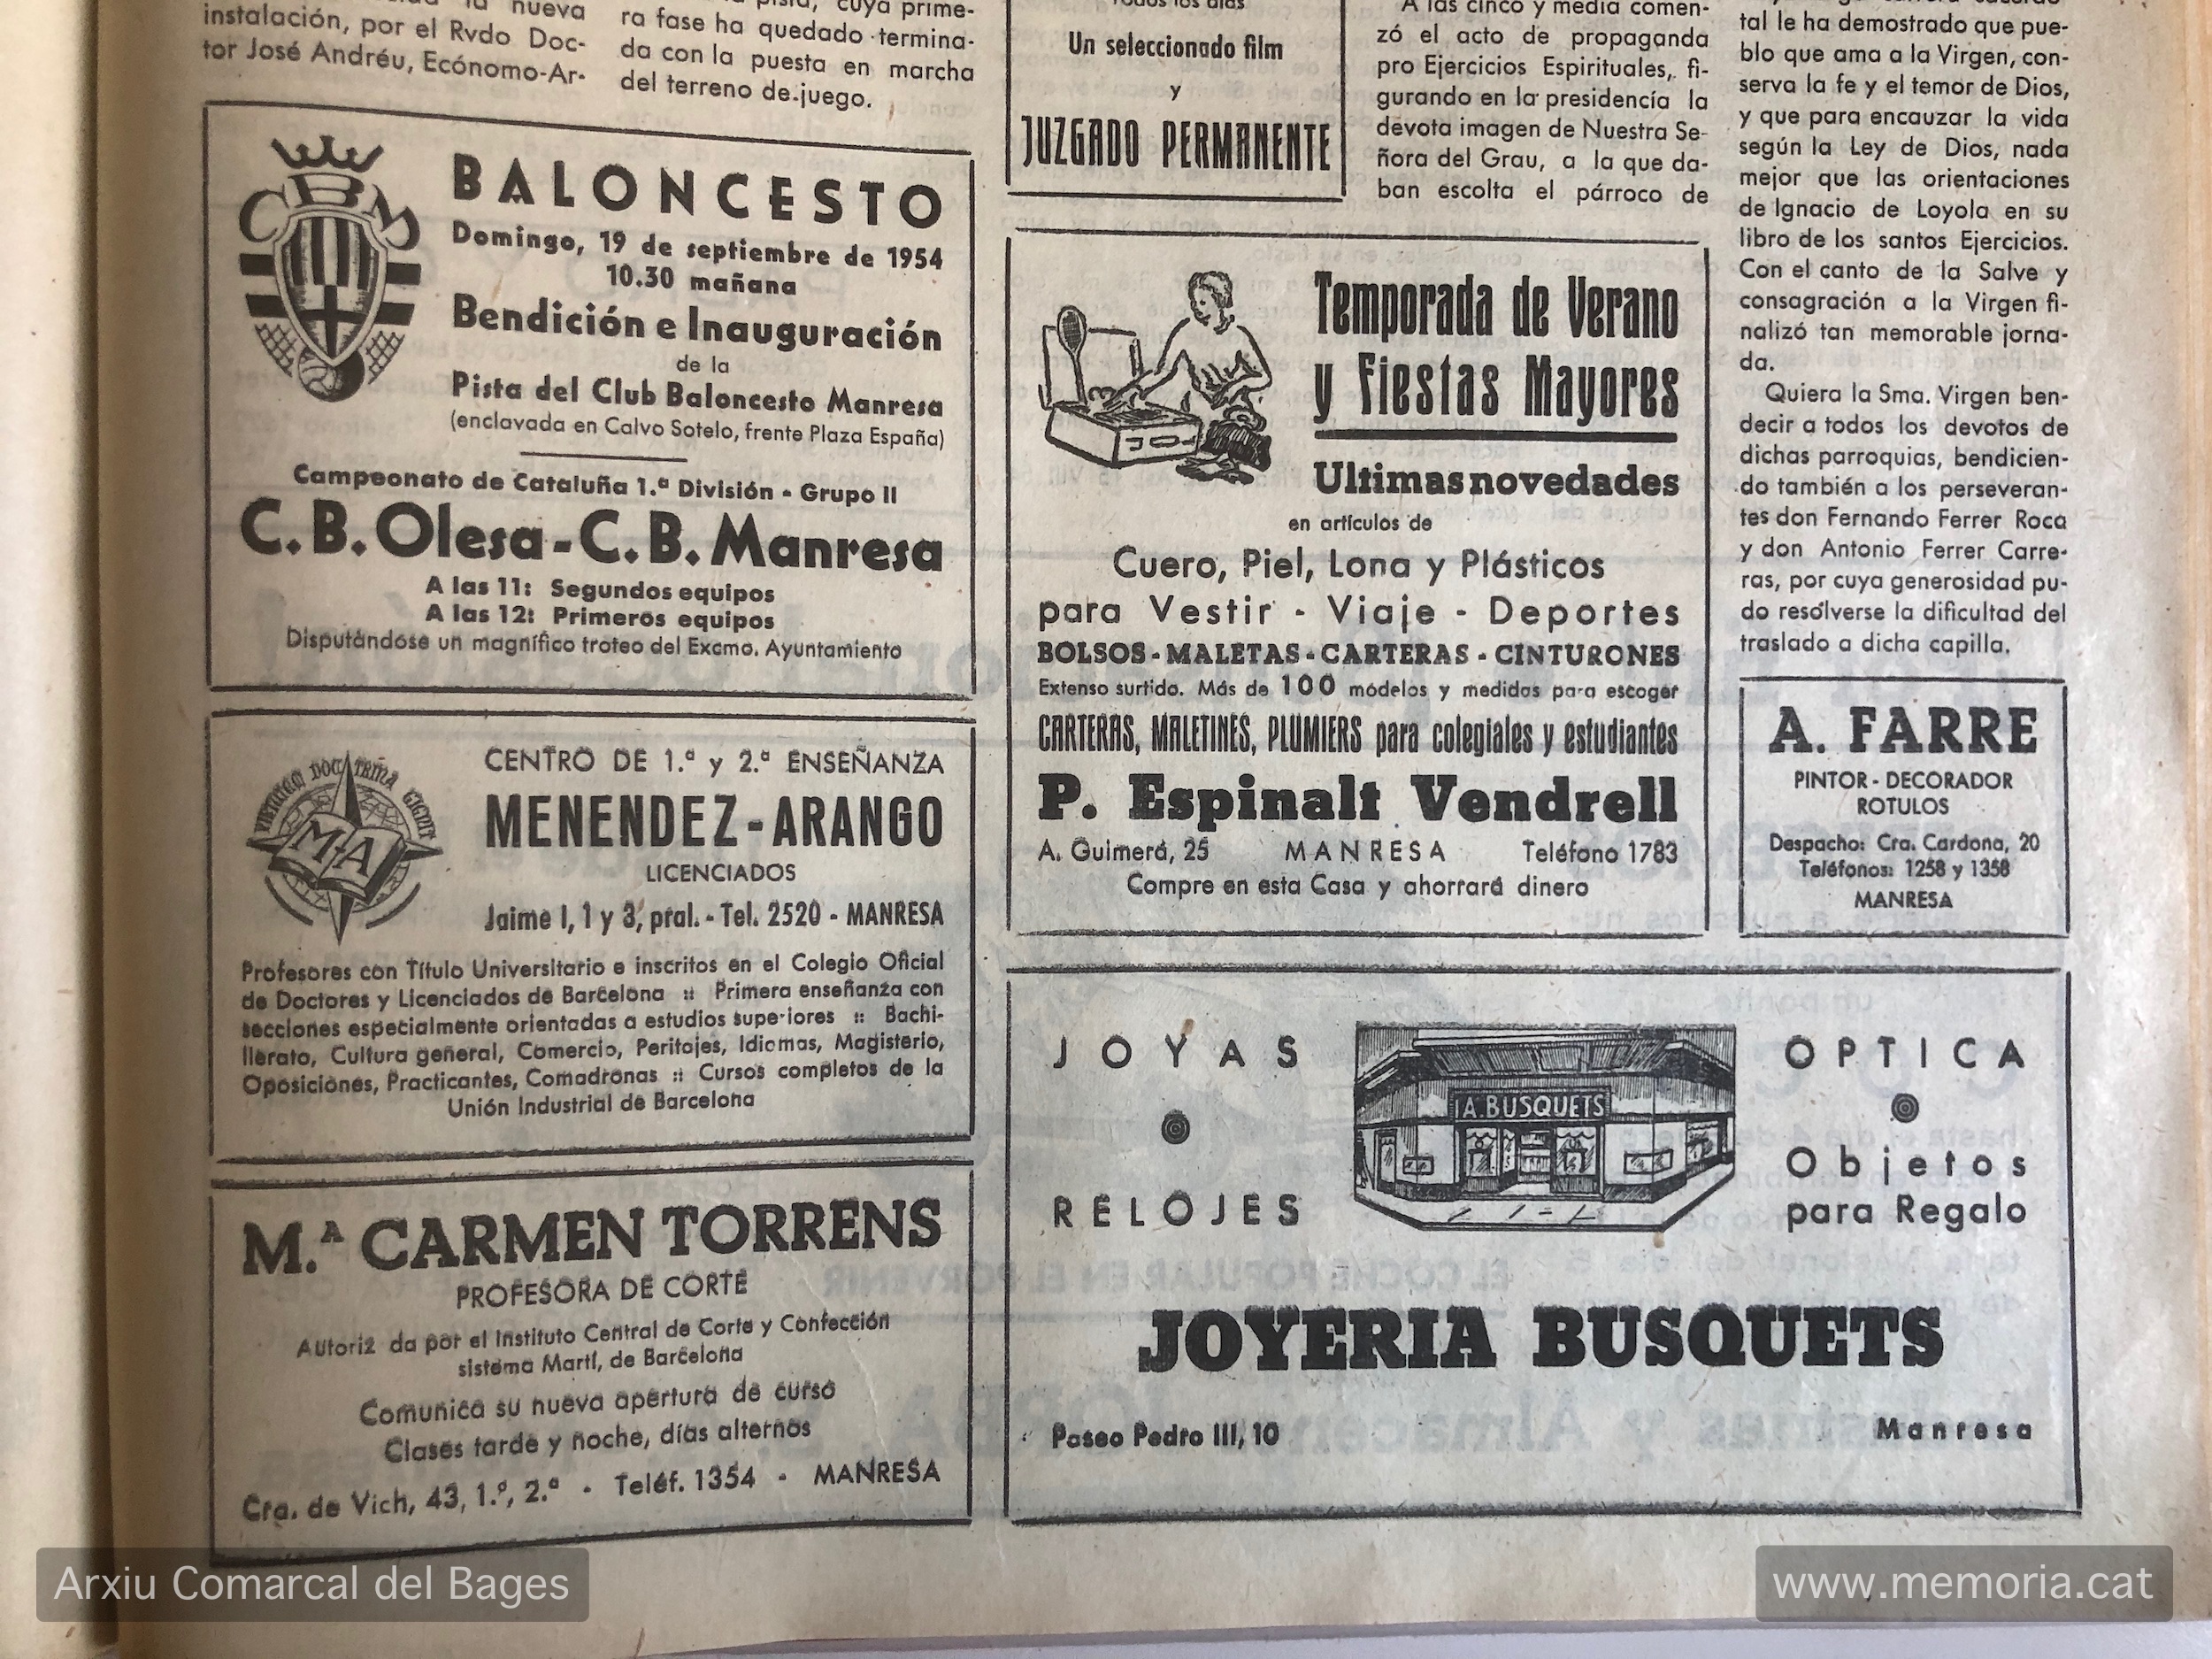 nueva
instalación, por el Rvdo Doc-
tor José Andréu, Ecónomo-Ar-
cuya prime-
ra fase ha quedado termina-
da con la puesta en marcha
del terreno de juego.
CBM
BALONCESTO
Domingo, 19 de septiembre de 1954
10.30 mañana
Bendición e Inauguración
de la
Pista del Club Baloncesto Manresa
(enclavada en Calvo Sotelo, frente Plaza España)
Campeonato de Cataluña 1.ª División - Grupo II
C.B. Olesa - C.B. Manresa
A las 11: Segundos equipos
A las 12: Primeros equipos
Disputándose un magnífico trofeo del Excmo. Ayuntamiento
VIRTUTEM DOCTRINA GIGNIT
M-A
CENTRO DE 1.ª y 2.ª ENSEÑANZA
MENENDEZ-ARANGO
LICENCIADOS
Jaime I, 1 y 3, pral. - Tel. 2520 - MANRESA
Profesores con Título Universitario e inscritos en el Colegio Oficial
de Doctores y Licenciados de Barcelona :: Primera enseñanza con
secciones especialmente orientadas a estudios supe·iores :: Bachi-
llerato, Cultura general, Comercio, Peritajes, Idiomas, Magisterio,
Oposiciones, Practicantes, Comadronas :: Cursos completos de la
Unión Industrial de Barcelona
M.ª CARMEN TORRENS
PROFESORA DE CORTE
Autoriz da por el Instituto Central de Corte y Confección
sistema Martí, de Barcelona
Comunica su nueva apertura de curso
Clases tarde y noche, días alternos
Cra. de Vich, 43, 1.º, 2.ª - Teléf. 1354 - MANRESA
Todos los días
Un seleccionado film
y
JUZGADO PERMANENTE
A las cinco y media comen-
zó el acto de propaganda
pro Ejercicios Espirituales, fi-
gurando en la presidencia la
devota imagen de Nuestra Se-
ñora del Grau, a la que da-
ban escolta el párroco de
Temporada de Verano
y Fiestas Mayores
Ultimas novedades
en artículos de
Cuero, Piel, Lona y Plásticos
para Vestir - Viaje - Deportes
BOLSOS - MALETAS - CARTERAS - CINTURONES
Extenso surtido. Más de 100 modelos y medidas para escoger
CARTERAS, MALETINES, PLUMIERS para colegiales y estudiantes
P. Espinalt Vendrell
A. Guimerá, 25 MANRESA Teléfono 1783
Compre en esta Casa y ahorrará dinero
tal le ha demostrado que pue-
blo que ama a la Virgen, con-
serva la fe y el temor de Dios,
y que para encauzar la vida
según la Ley de Dios, nada
mejor que las orientaciones
de Ignacio de Loyola en su
libro de los santos Ejercicios.
Con el canto de la Salve y
consagración a la Virgen fi-
nalizó tan memorable jorna-
da.
Quiera la Sma. Virgen ben-
decir a todos los devotos de
dichas parroquias, bendicien-
do también a los perseveran-
tes don Fernando Ferrer Roca
y don Antonio Ferrer Carre-
ras, por cuya generosidad pu-
do resolverse la dificultad del
traslado a dicha capilla.
A. FARRE
PINTOR - DECORADOR
ROTULOS
Despacho: Cra. Cardona, 20
Teléfonos: 1258 y 1358
MANRESA
JOYAS
RELOJES
A. BUSQUETS
OPTICA
Objetos
para Regalo
JOYERIA BUSQUETS
Paseo Pedro III, 10
Manresa
Arxiu Comarcal del Bages
www.memoria.cat